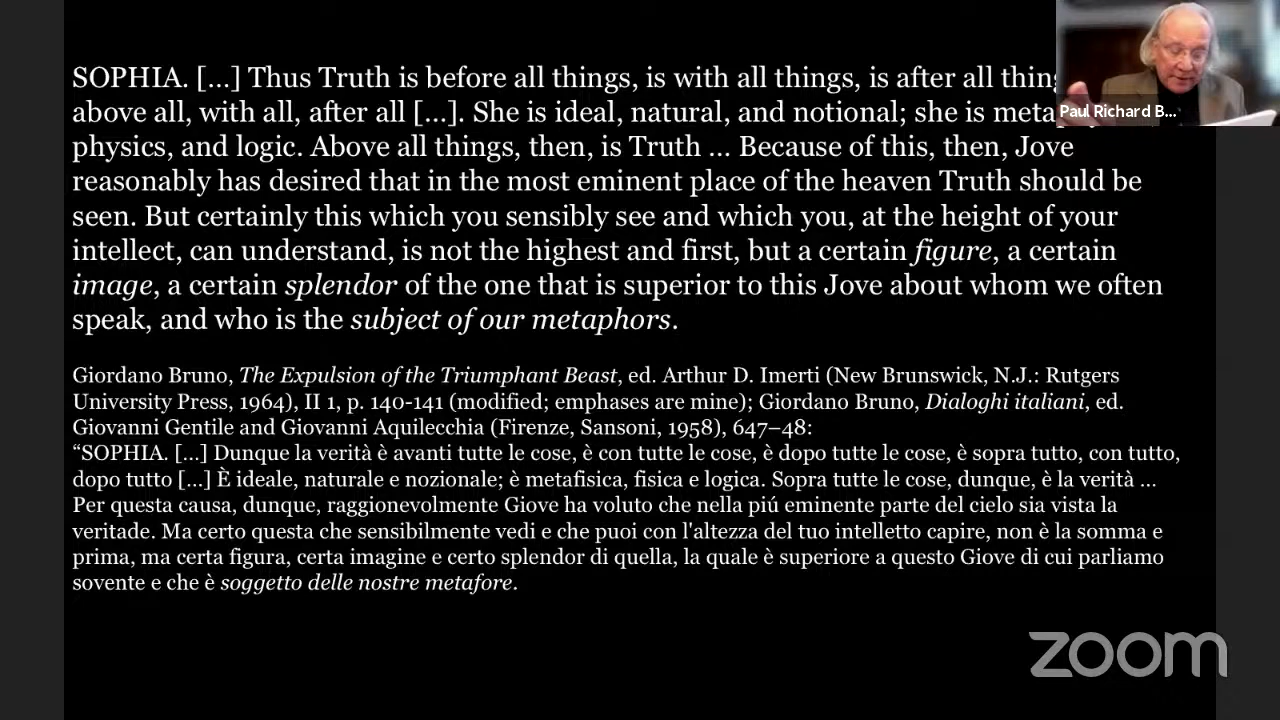 SOPHIA. [...] Thus Truth is before all things, is with all things, is after all
above all, with all, after all [...]. She is ideal, natural, and notional; she is
physics, and logic. Above all things, then, is Truth ... Because of this, then, Jove
reasonably has desired that in the most eminent place of the heaven Truth should be
seen. But certainly this which you sensibly see and which you, at the height of your
intellect, can understand, is not the highest and first, but a certain figure, a certain
image, a certain splendor of the one that is superior to this Jove about whom we often
speak, and who is the subject of our metaphors.
Giordano Bruno, The Expulsion of the Triumphant Beast, ed. Arthur D. Imerti (New Brunswick, N.J.: Rutgers
University Press, 1964), II 1, p. 140-141 (modified; emphases are mine); Giordano Bruno, Dialoghi italiani, ed.
Giovanni Gentile and Giovanni Aquilecchia (Firenze, Sansoni, 1958), 647–48:
“SOPHIA. [...] Dunque la verità è avanti tutte le cose, è con tutte le cose, è dopo tutte le cose, è sopra tutto, con tutto,
dopo tutto [...] È ideale, naturale e nozionale; è metafisica, fisica e logica. Sopra tutte le cose, dunque, è la verità ...
Per questa causa, dunque, raggionevolmente Giove ha voluto che nella piú eminente parte del cielo sia vista la
veritade. Ma certo questa che sensibilmente vedi e che puoi con l'altezza del tuo intelletto capire, non è la somma e
prima, ma certa figura, certa imagine e certo splendor di quella, la quale è superiore a questo Giove di cui parliamo
sovente e che è soggetto delle nostre metafore.
Paul Richard B...
zoom